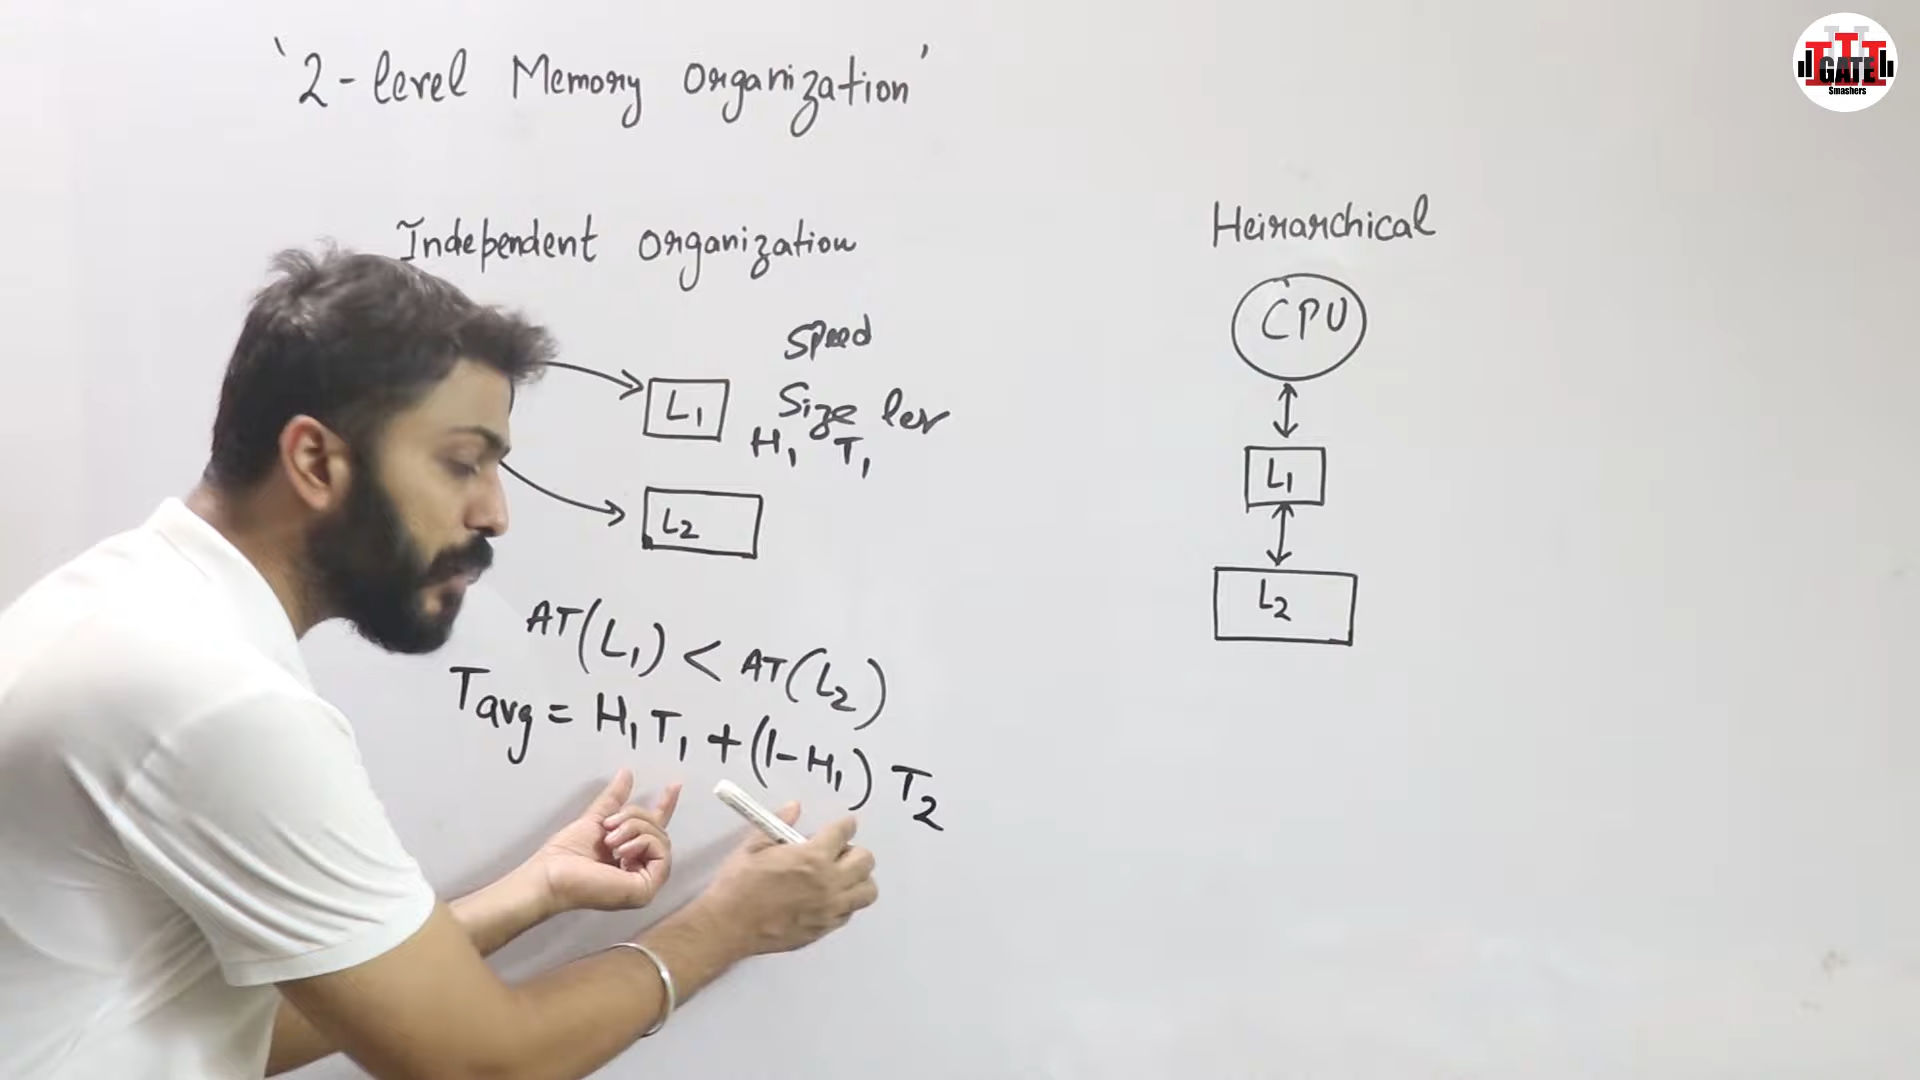 ‘2-level Memory Organization’
Independent Organization
Speed
L1
Size les
H1 T1
L2
AT(L1) < AT(L2)
Tavg = H1T1 + (1-H1) T2
Heirarchical
CPU
L1
L2
GATE
Smashers